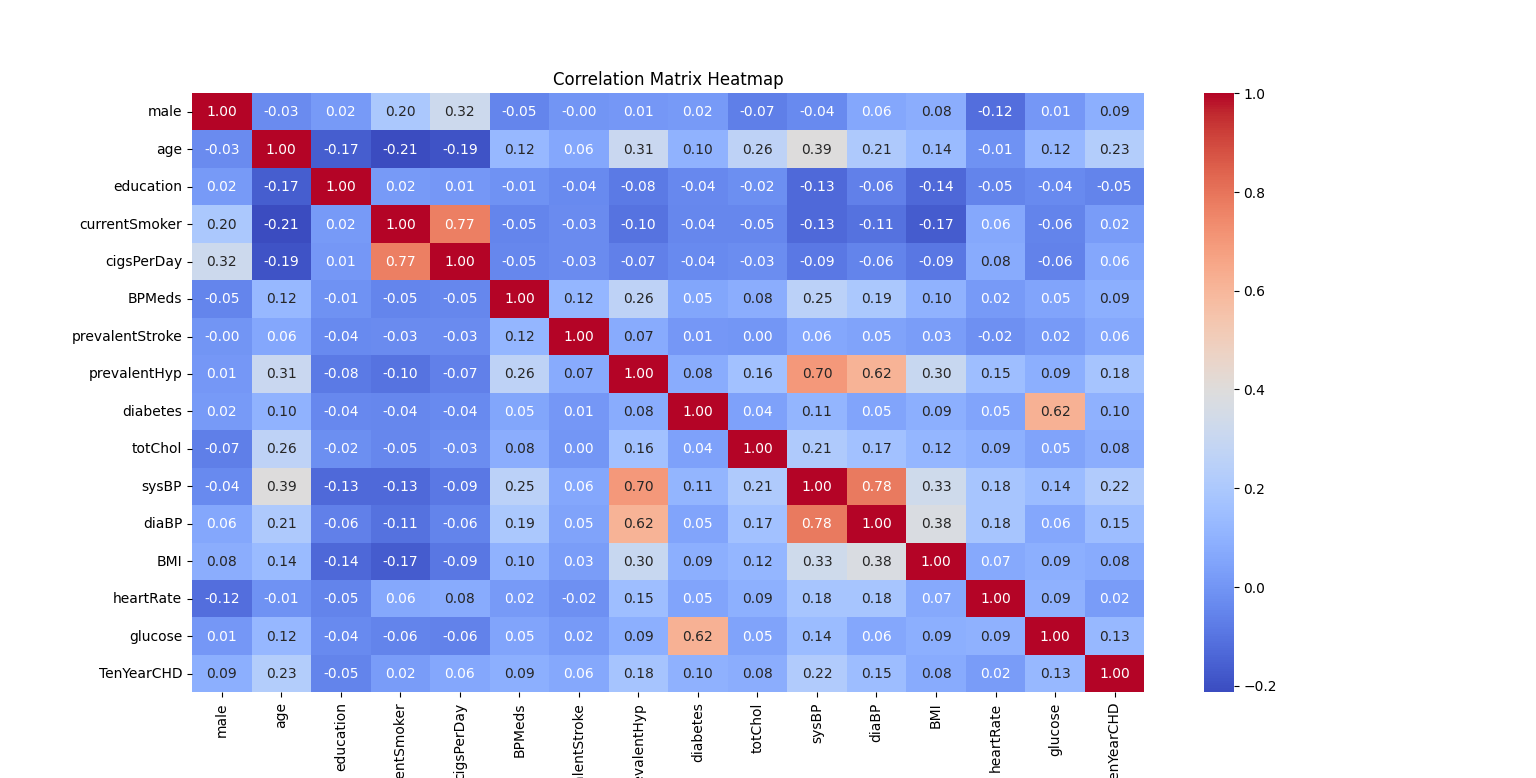 Correlation Matrix Heatmap
male 1.00 -0.03 0.02 0.20 0.32 -0.05 -0.00 0.01 0.02 -0.07 -0.04 0.06 0.08 -0.12 0.01 0.09
age -0.03 1.00 -0.17 -0.21 -0.19 0.12 0.06 0.31 0.10 0.26 0.39 0.21 0.14 -0.01 0.12 0.23
education 0.02 -0.17 1.00 0.02 0.01 -0.01 -0.04 -0.08 -0.04 -0.02 -0.13 -0.06 -0.14 -0.05 -0.04 -0.05
currentSmoker 0.20 -0.21 0.02 1.00 0.77 -0.05 -0.03 -0.10 -0.04 -0.05 -0.13 -0.11 -0.17 0.06 -0.06 0.02
cigsPerDay 0.32 -0.19 0.01 0.77 1.00 -0.05 -0.03 -0.07 -0.04 -0.03 -0.09 -0.06 -0.09 0.08 -0.06 0.06
BPMeds -0.05 0.12 -0.01 -0.05 -0.05 1.00 0.12 0.26 0.05 0.08 0.25 0.19 0.10 0.02 0.05 0.09
prevalentStroke -0.00 0.06 -0.04 -0.03 -0.03 0.12 1.00 0.07 0.01 0.00 0.06 0.05 0.03 -0.02 0.02 0.06
prevalentHyp 0.01 0.31 -0.08 -0.10 -0.07 0.26 0.07 1.00 0.08 0.16 0.70 0.62 0.30 0.15 0.09 0.18
diabetes 0.02 0.10 -0.04 -0.04 -0.04 0.05 0.01 0.08 1.00 0.04 0.11 0.05 0.09 0.05 0.62 0.10
totChol -0.07 0.26 -0.02 -0.05 -0.03 0.08 0.00 0.16 0.04 1.00 0.21 0.17 0.12 0.09 0.05 0.08
sysBP -0.04 0.39 -0.13 -0.13 -0.09 0.25 0.06 0.70 0.11 0.21 1.00 0.78 0.33 0.18 0.14 0.22
diaBP 0.06 0.21 -0.06 -0.11 -0.06 0.19 0.05 0.62 0.05 0.17 0.78 1.00 0.38 0.18 0.06 0.15
BMI 0.08 0.14 -0.14 -0.17 -0.09 0.10 0.03 0.30 0.09 0.12 0.33 0.38 1.00 0.07 0.09 0.08
heartRate -0.12 -0.01 -0.05 0.06 0.08 0.02 -0.02 0.15 0.05 0.09 0.18 0.18 0.07 1.00 0.09 0.02
glucose 0.01 0.12 -0.04 -0.06 -0.06 0.05 0.02 0.09 0.62 0.05 0.14 0.06 0.09 0.09 1.00 0.13
TenYearCHD 0.09 0.23 -0.05 0.02 0.06 0.09 0.06 0.18 0.10 0.08 0.22 0.15 0.08 0.02 0.13 1.00
male
age
education
entSmoker
cigsPerDay
BPMeds
alentStroke
evalentHyp
diabetes
totChol
sysBP
diaBP
BMI
heartRate
glucose
enYearCHD
1.0
0.8
0.6
0.4
0.2
0.0
−0.2